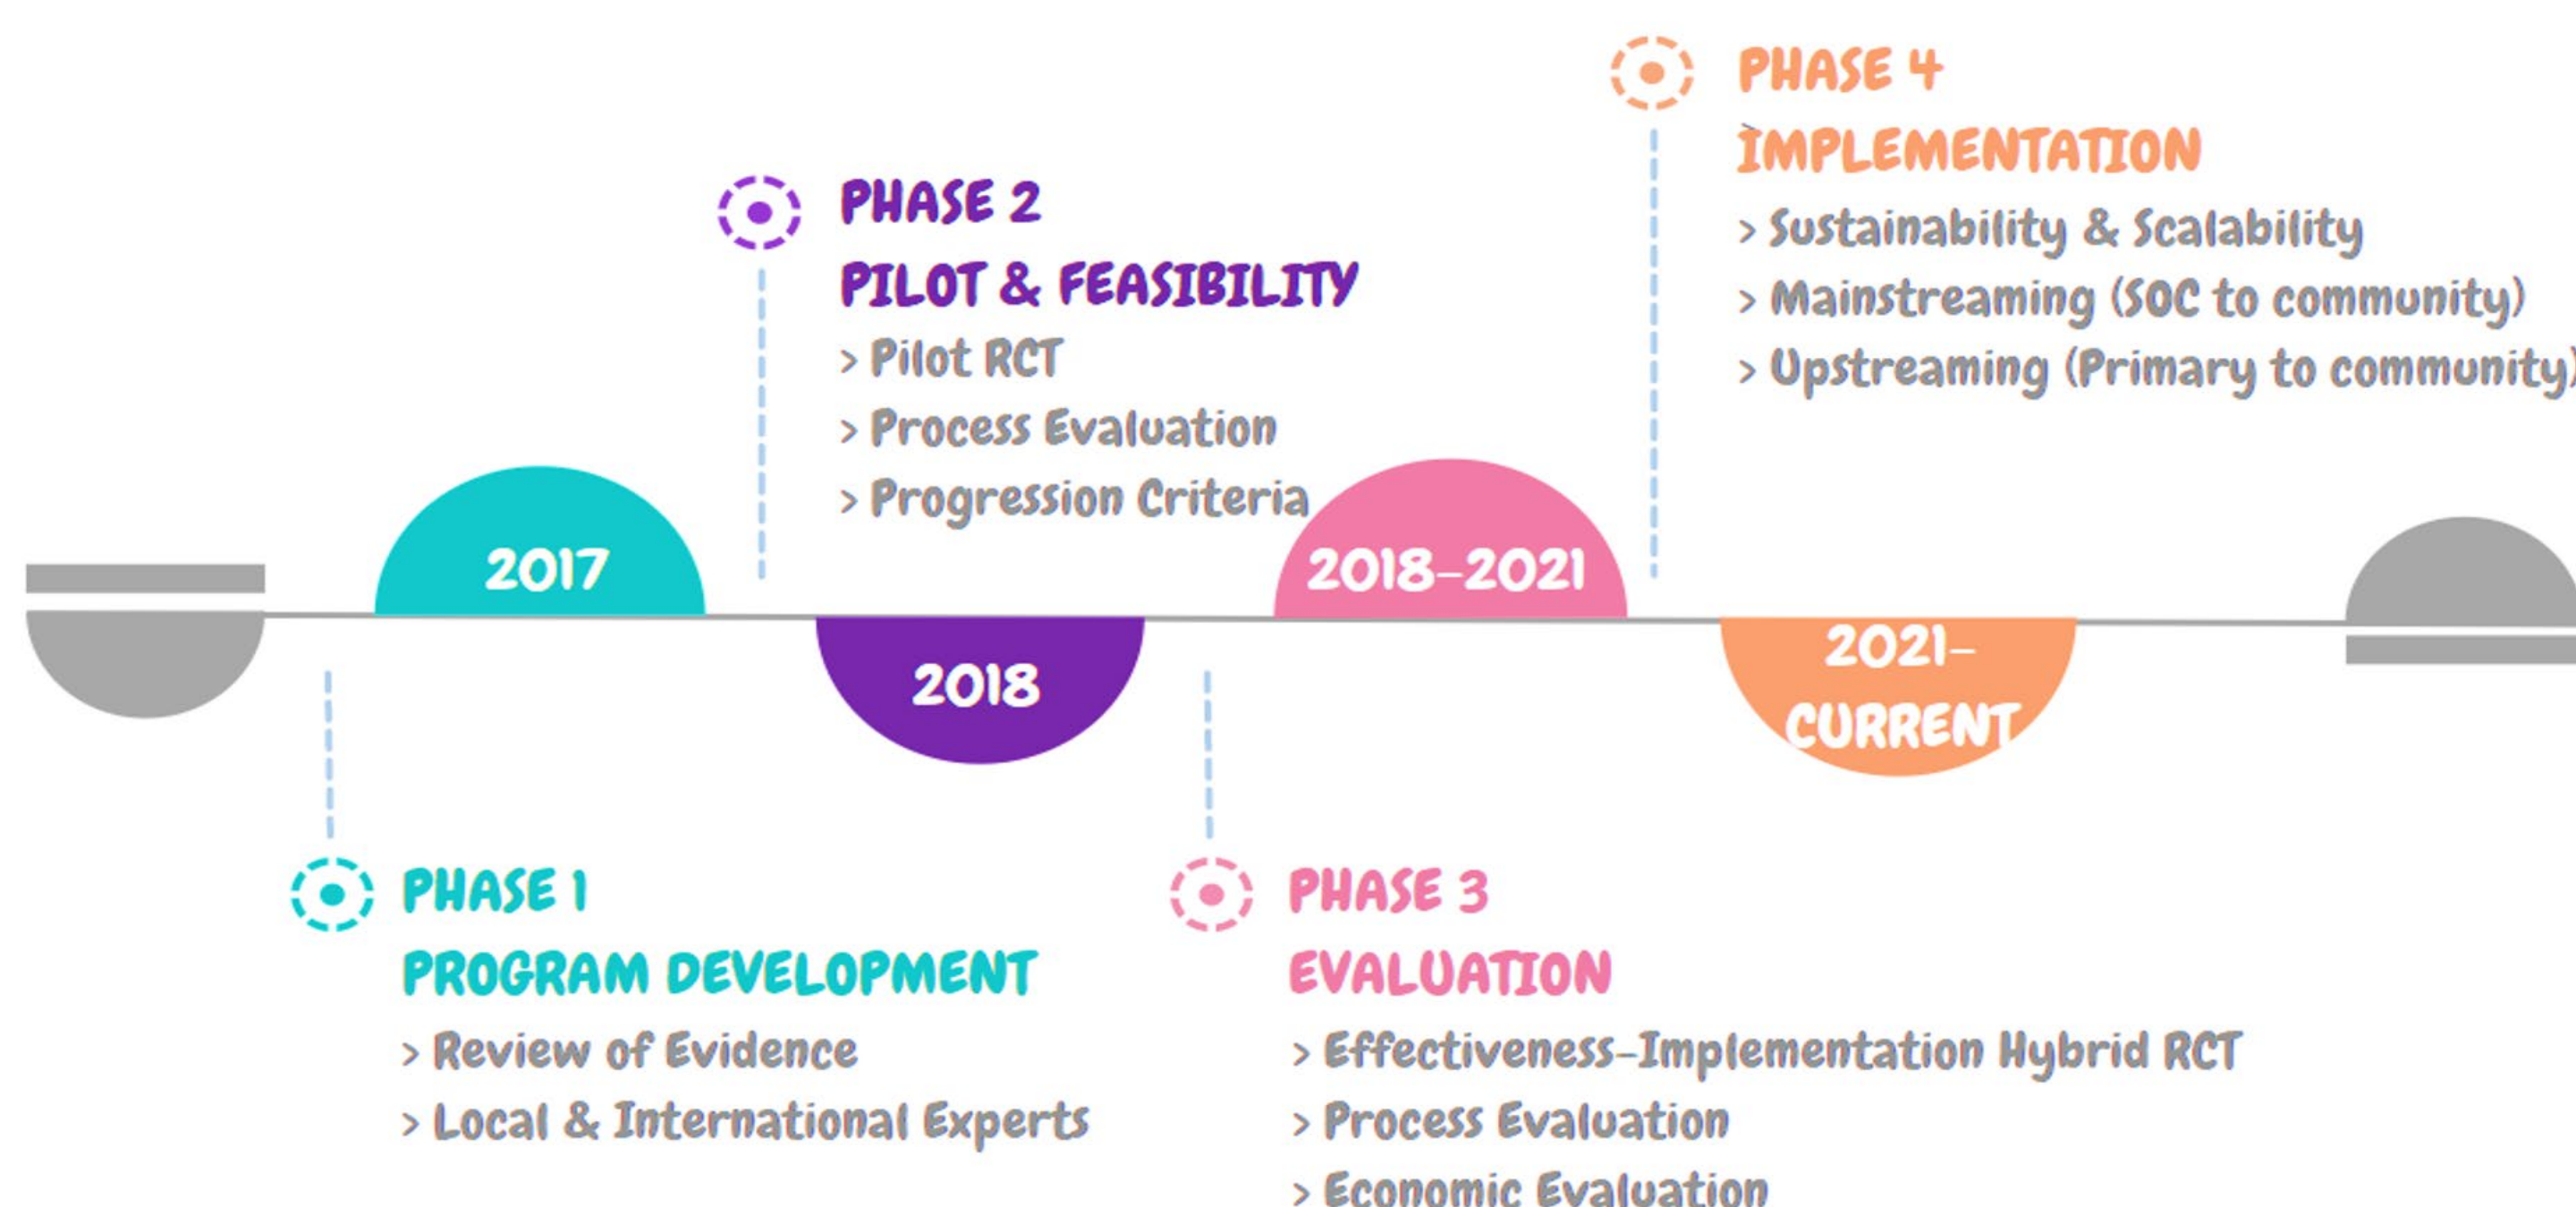 PHASE 4
>
IMPLEMENTATION
> Sustainability & Scalability
> Mainstreaming (SOC to community)
> Upstreaming (Primary to community)
PHASE 2
PILOT & FEASIBILITY
> Pilot RCT
> Process Evaluation
> Progression Criteria
2017
2018
2018-2021
2021-
CURRENT
PHASE 1
PROGRAM DEVELOPMENT
> Review of Evidence
> Local & International Experts
PHASE 3
EVALUATION
> Effectiveness-Implementation Hybrid RCT
> Process Evaluation
> Economic Evaluation